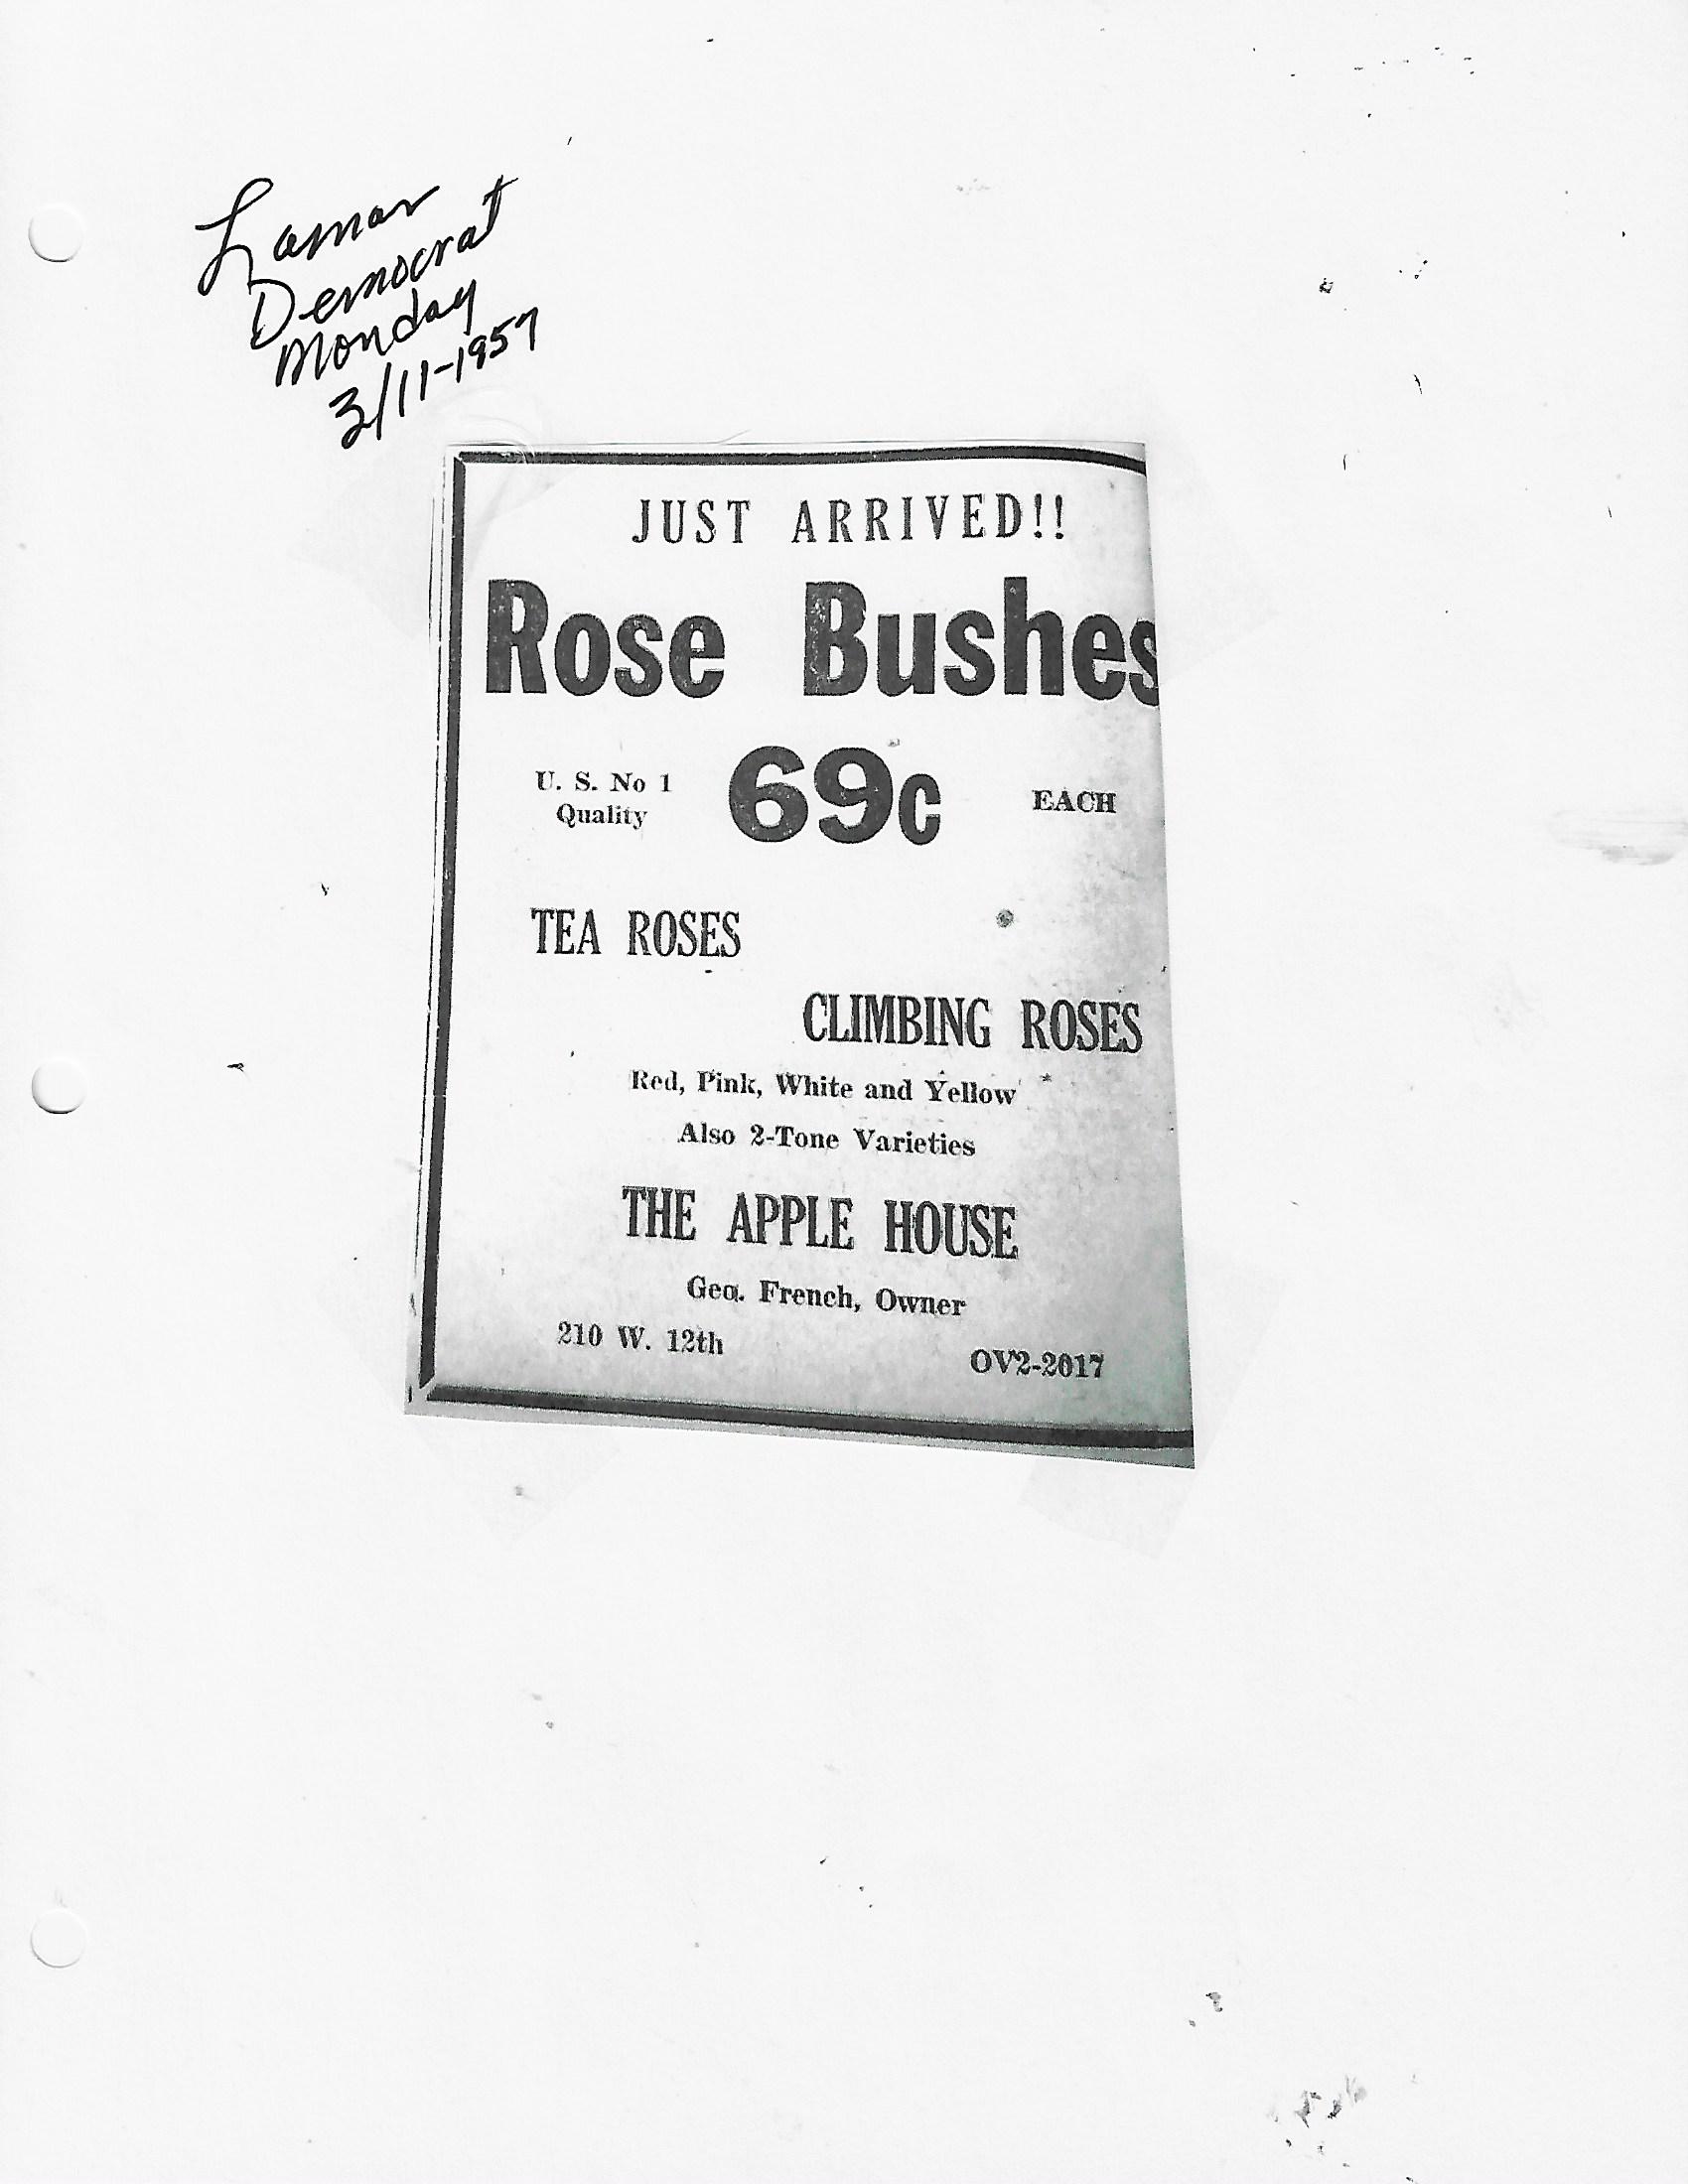 Lamar
Democrat
Monday
3/11-1957
JUST ARRIVED!!
Rose Bushes
U. S. No 1
Quality
69c
EACH
TEA ROSES
CLIMBING ROSES
Red, Pink, White and Yellow
Also 2-Tone Varieties
THE APPLE HOUSE
Geo. French, Owner
210 W. 12th
OV2-2017